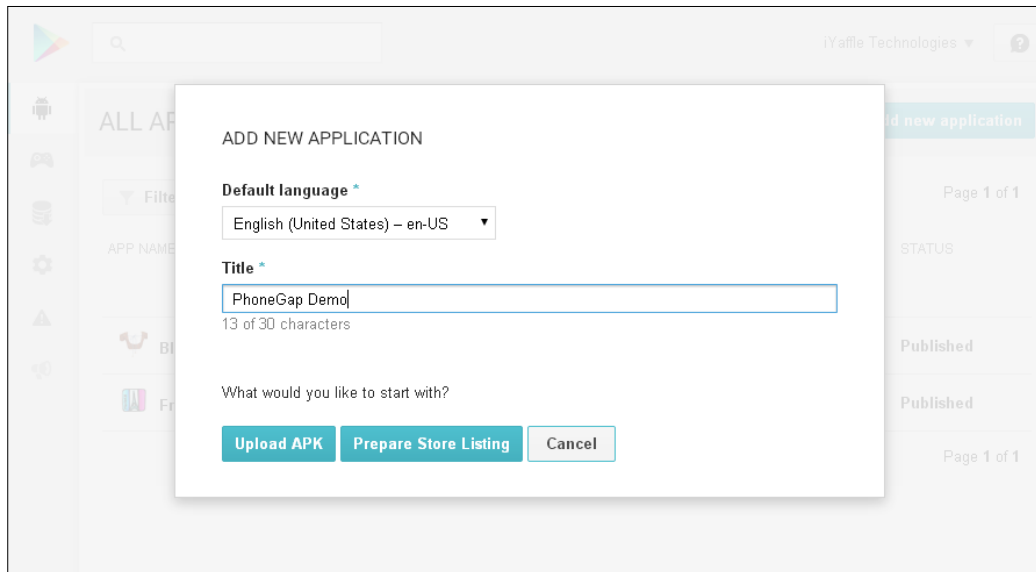 iYaffle Technologies
ALL AP
d new application
Filte
Page 1 of 1
APP NAME
STATUS
Bl
Published
Fr
Published
Page 1 of 1
ADD NEW APPLICATION
Default language *
English (United States) – en-US
Title *
PhoneGap Demo
13 of 30 characters
What would you like to start with?
Upload APK
Prepare Store Listing
Cancel